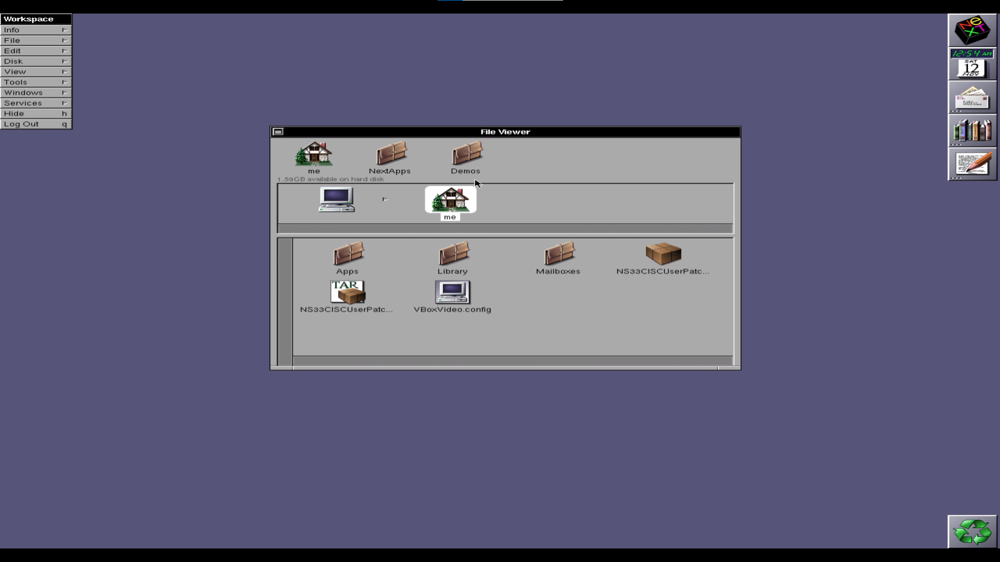 Workspace
Info
File
Edit
Disk
View
Tools
Windows
Services
Hide h
Log Out q
File Viewer
me
NextApps
Demos
1.59GB available on hard disk
me
Apps
Library
Mailboxes
NS33CISCUserPatc...
TAR
NS33CISCUserPatc...
VBoxVideo.config
NeXT
12:54 AM
SAT
12
NOV